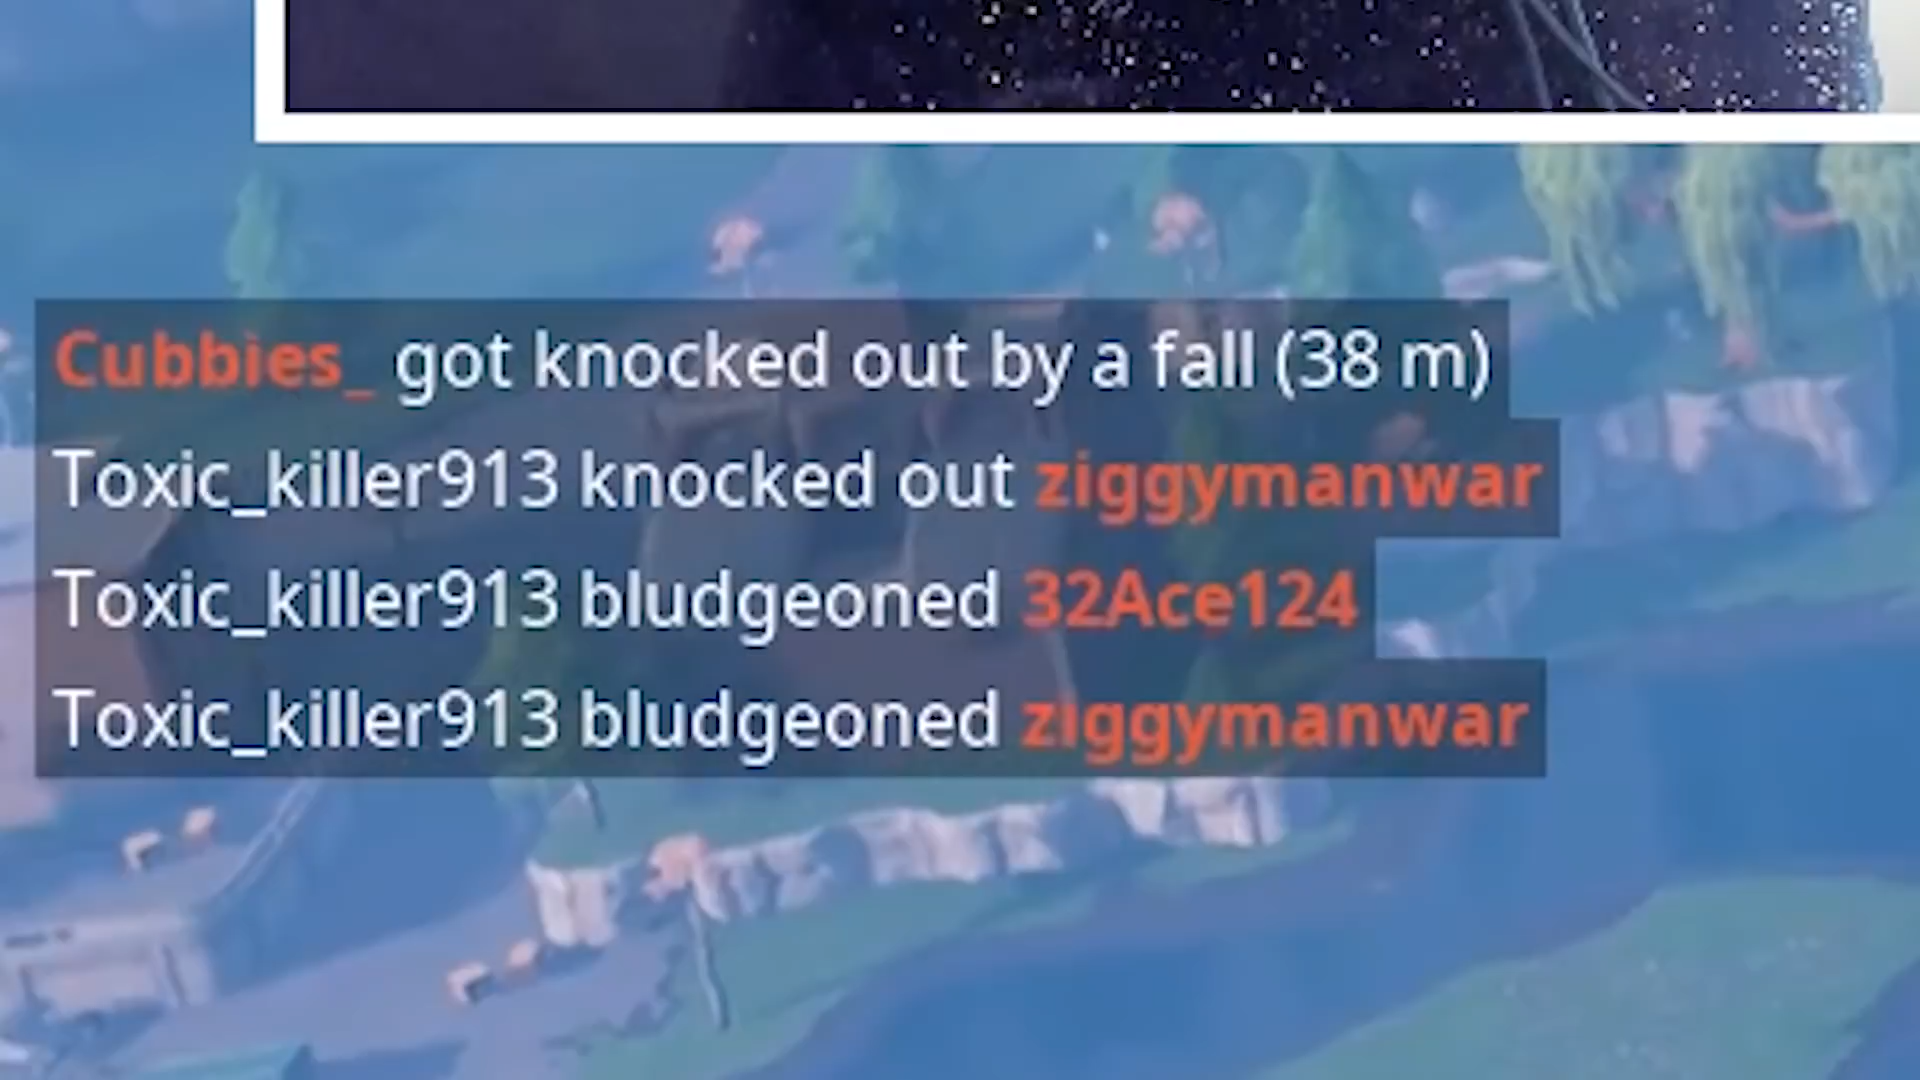 Cubbies_ got knocked out by a fall (38 m)
Toxic_killer913 knocked out ziggymanwar
Toxic_killer913 bludgeoned 32Ace124
Toxic_killer913 bludgeoned ziggymanwar